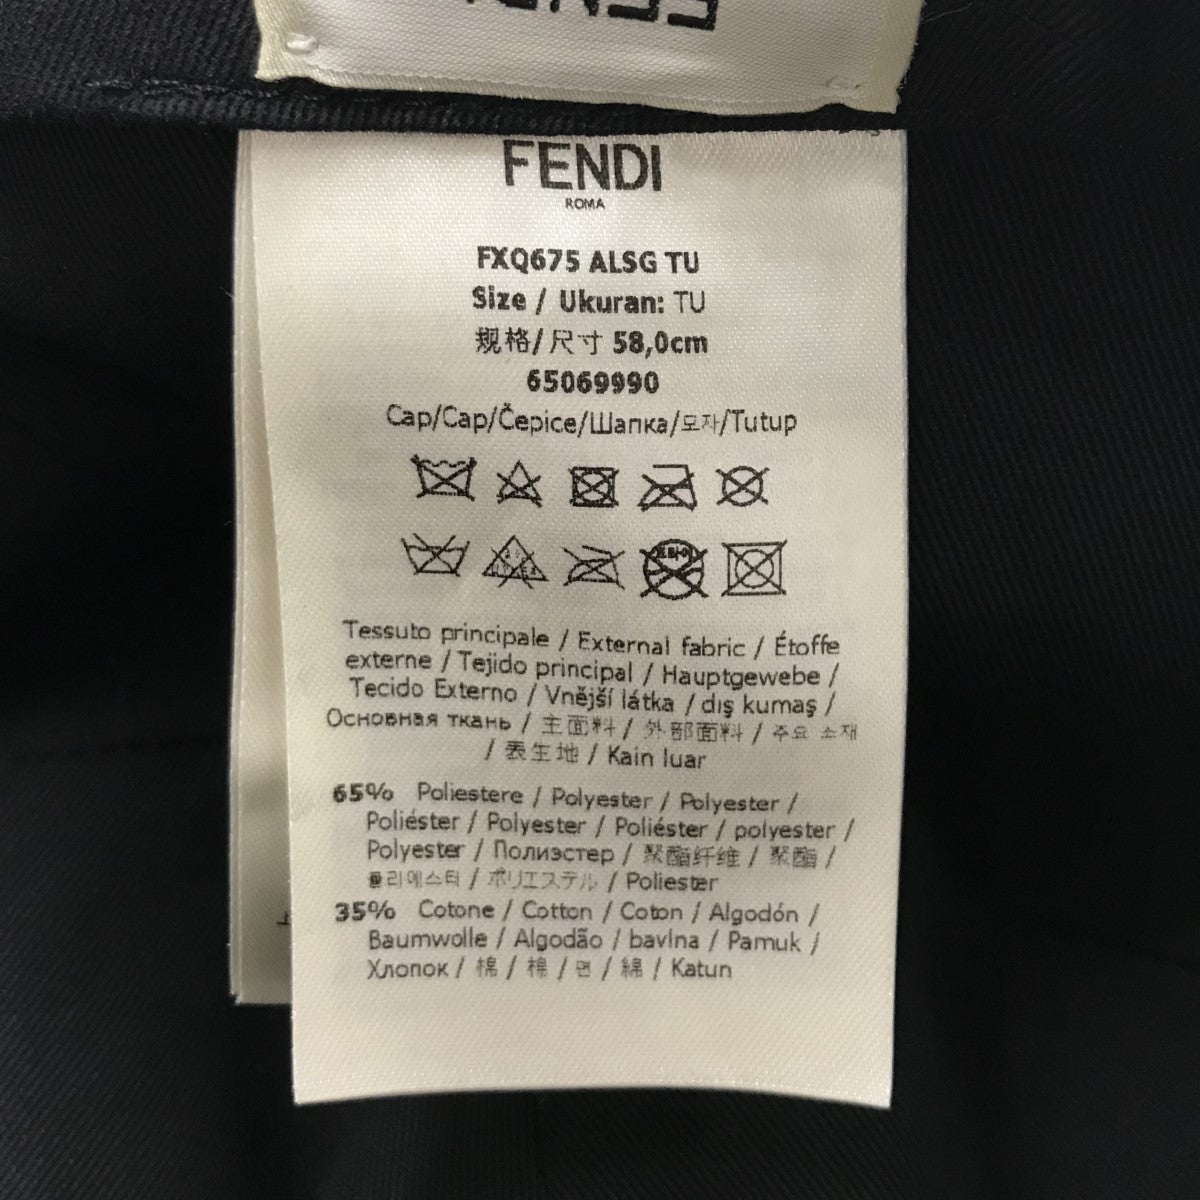 FENDI
FENDI
ROMA
FXQ675 ALSG TU
Size / Ukuran: TU
规格/尺寸 58,0cm
65069990
Cap/Cap/Čepice/Шапка/모자/Tutup
드라이
Tessuto principale / External fabric / Étoffe
externe / Tejido principal / Hauptgewebe /
Tecido Externo / Vnější látka / dış kumaş /
Основная ткань / 主面料 / 外部面料 / 주요 소재
/ 表生地 / Kain luar
65% Poliestere / Polyester / Polyester /
Poliéster / Polyester / Poliéster / polyester /
Polyester / Полиэстер / 聚酯纤维 / 聚酯 /
폴리에스터 / ポリエステル / Poliester
35% Cotone / Cotton / Coton / Algodón /
Baumwolle / Algodão / bavlna / Pamuk /
Хлопок / 棉 / 棉 / 면 / 綿 / Katun